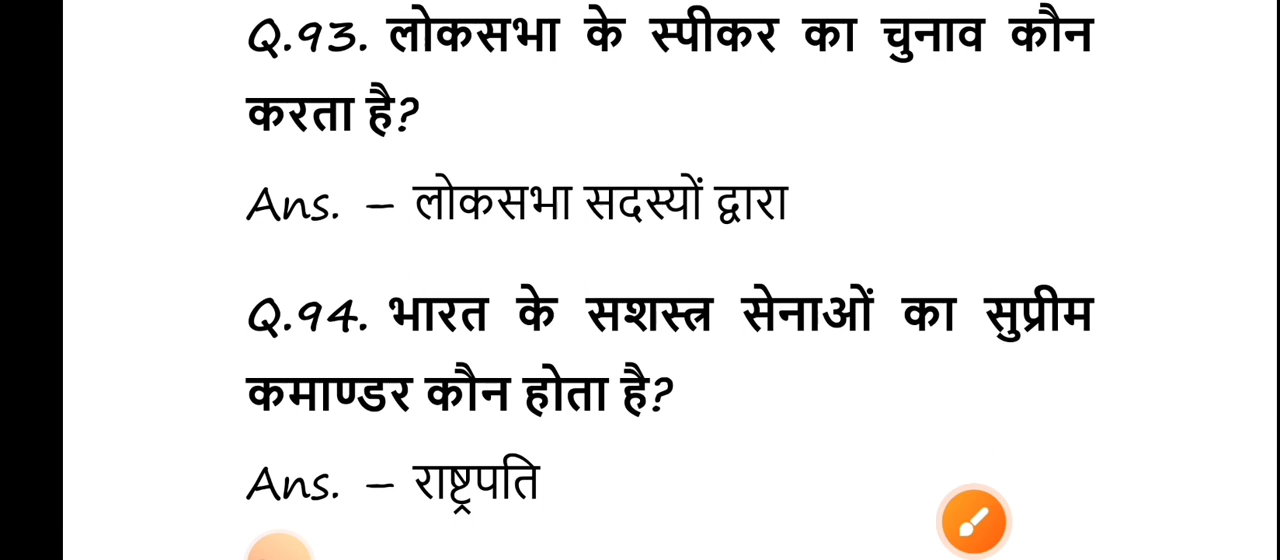 Q.93. लोकसभा के स्पीकर का चुनाव कौन
करता है?
Ans. – लोकसभा सदस्यों द्वारा
Q.94. भारत के सशस्त्र सेनाओं का सुप्रीम
कमाण्डर कौन होता है?
Ans. – राष्ट्रपति